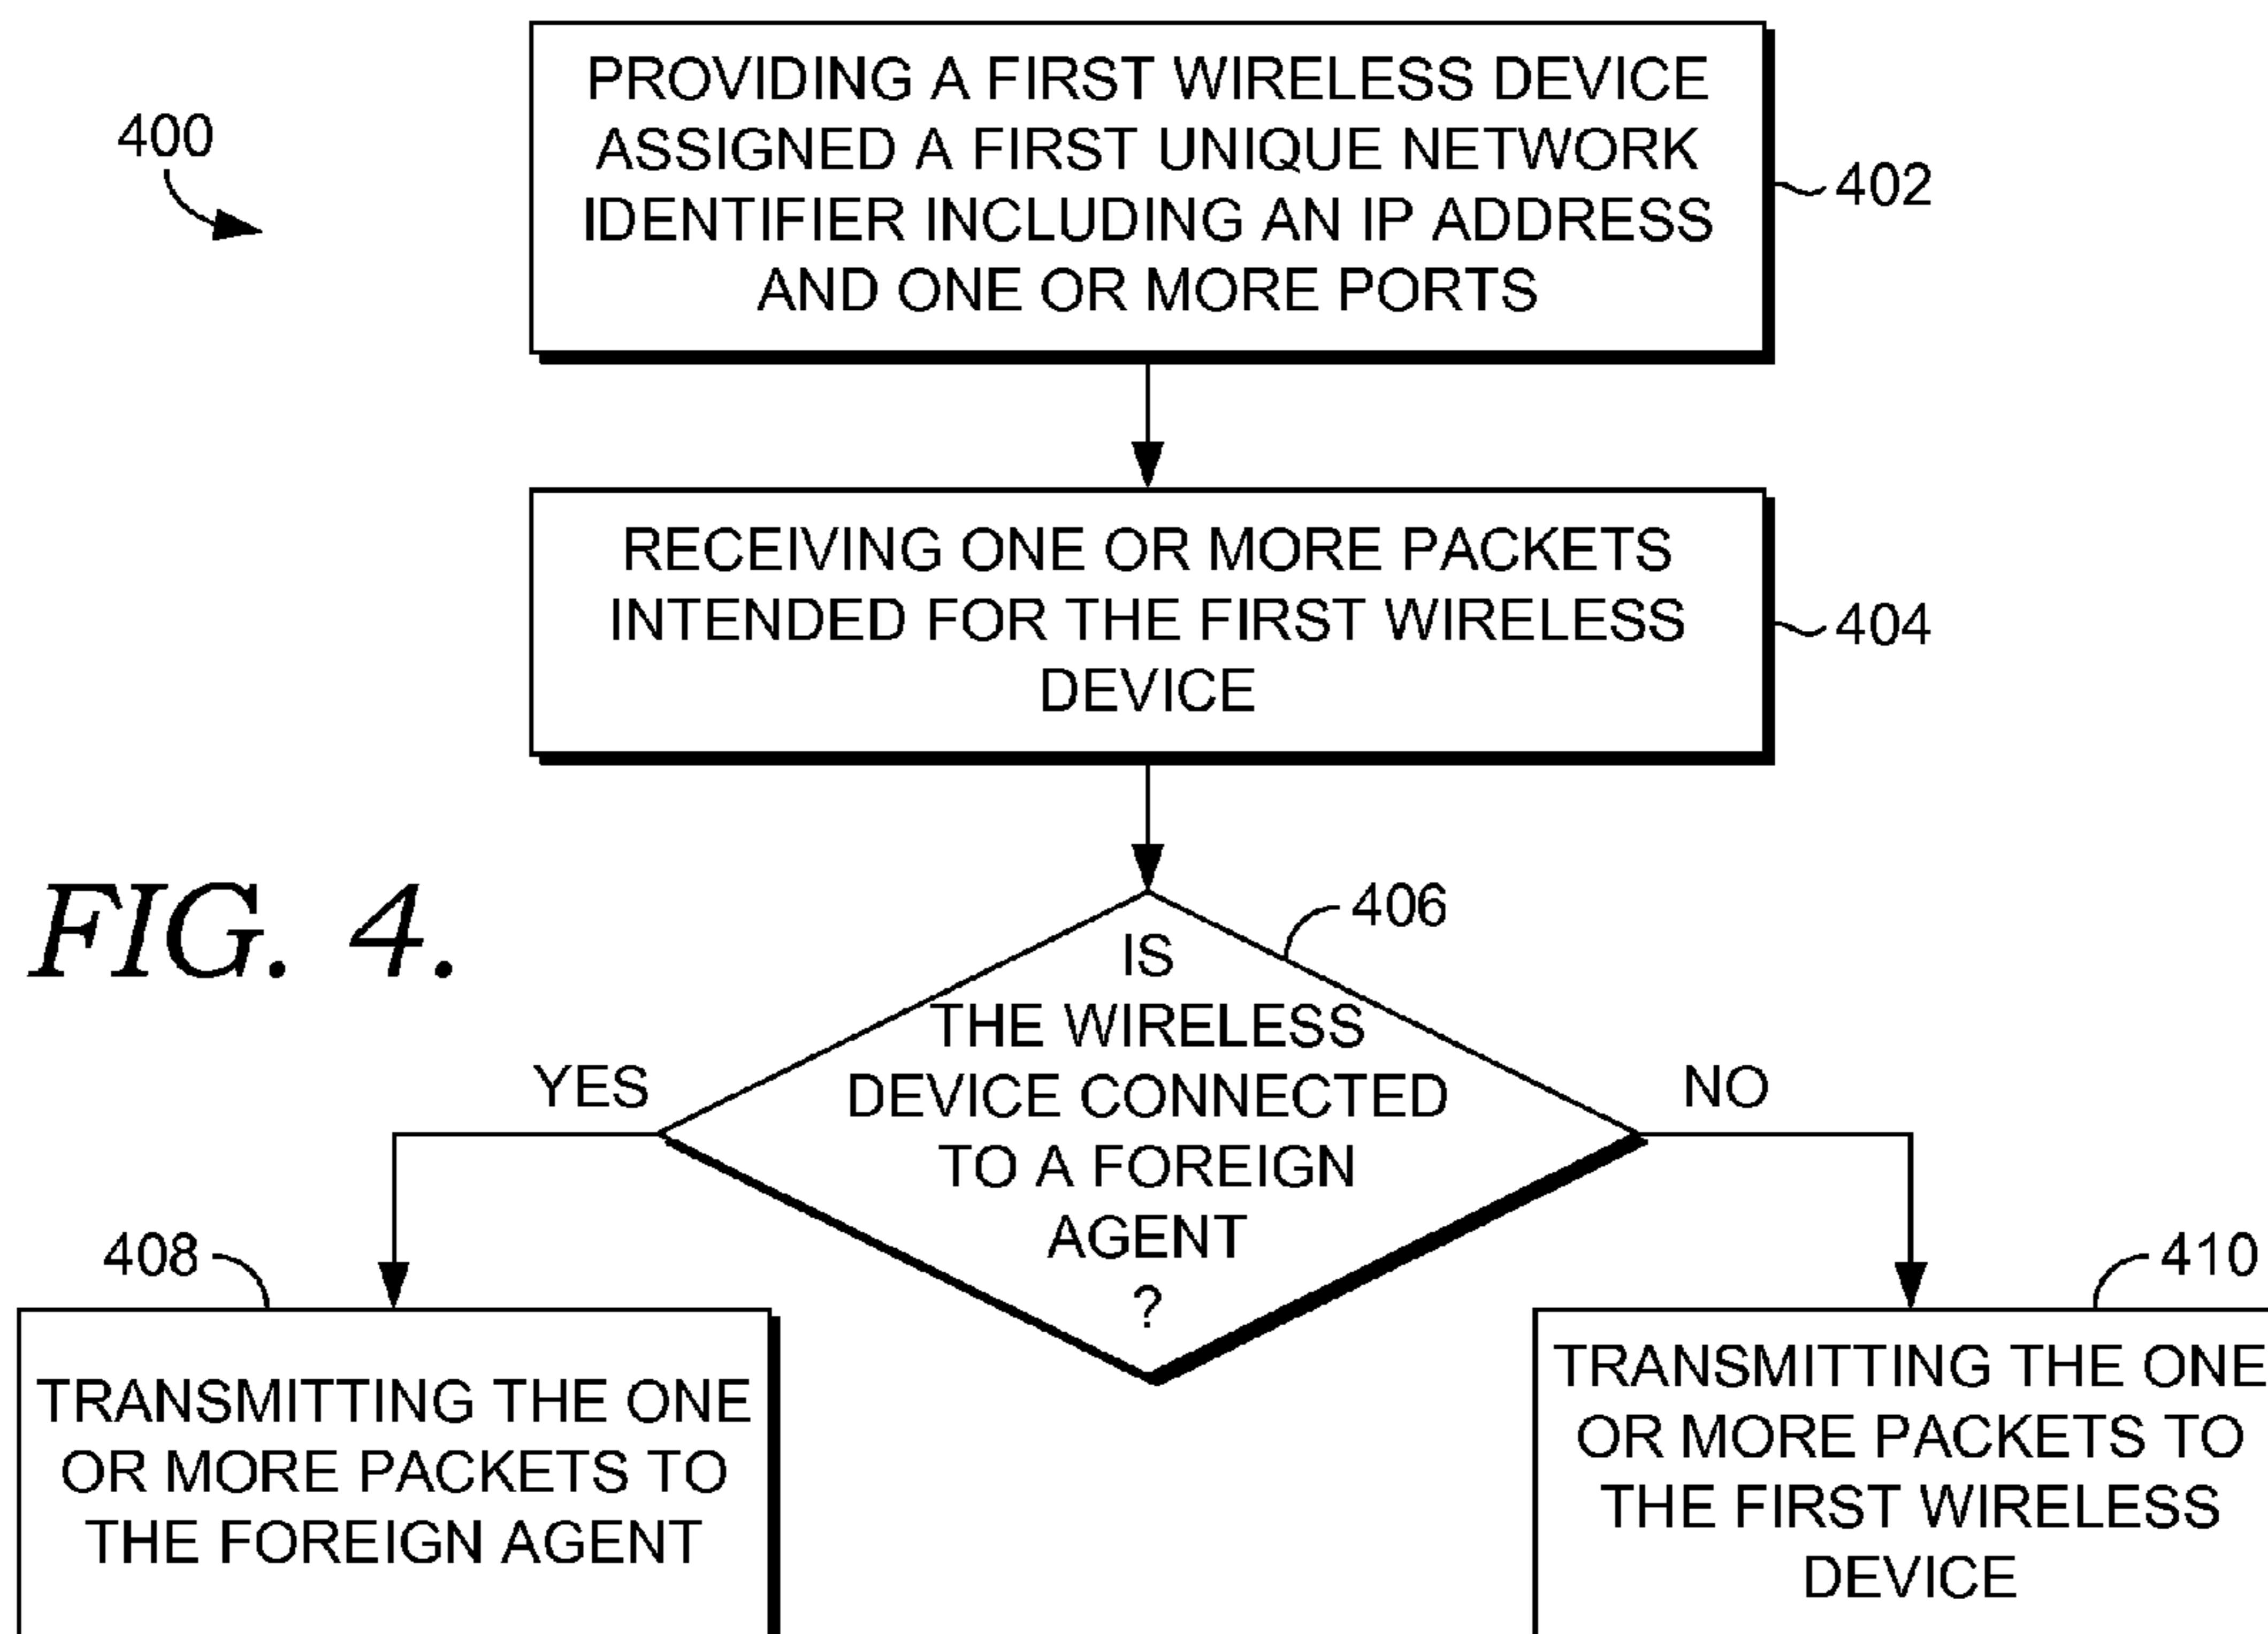 400
PROVIDING A FIRST WIRELESS DEVICE
ASSIGNED A FIRST UNIQUE NETWORK
IDENTIFIER INCLUDING AN IP ADDRESS
AND ONE OR MORE PORTS
402
RECEIVING ONE OR MORE PACKETS
INTENDED FOR THE FIRST WIRELESS
DEVICE
404
FIG. 4.
406
IS
THE WIRELESS
DEVICE CONNECTED
TO A FOREIGN
AGENT
?
YES
NO
408
TRANSMITTING THE ONE
OR MORE PACKETS TO
THE FOREIGN AGENT
410
TRANSMITTING THE ONE
OR MORE PACKETS TO
THE FIRST WIRELESS
DEVICE